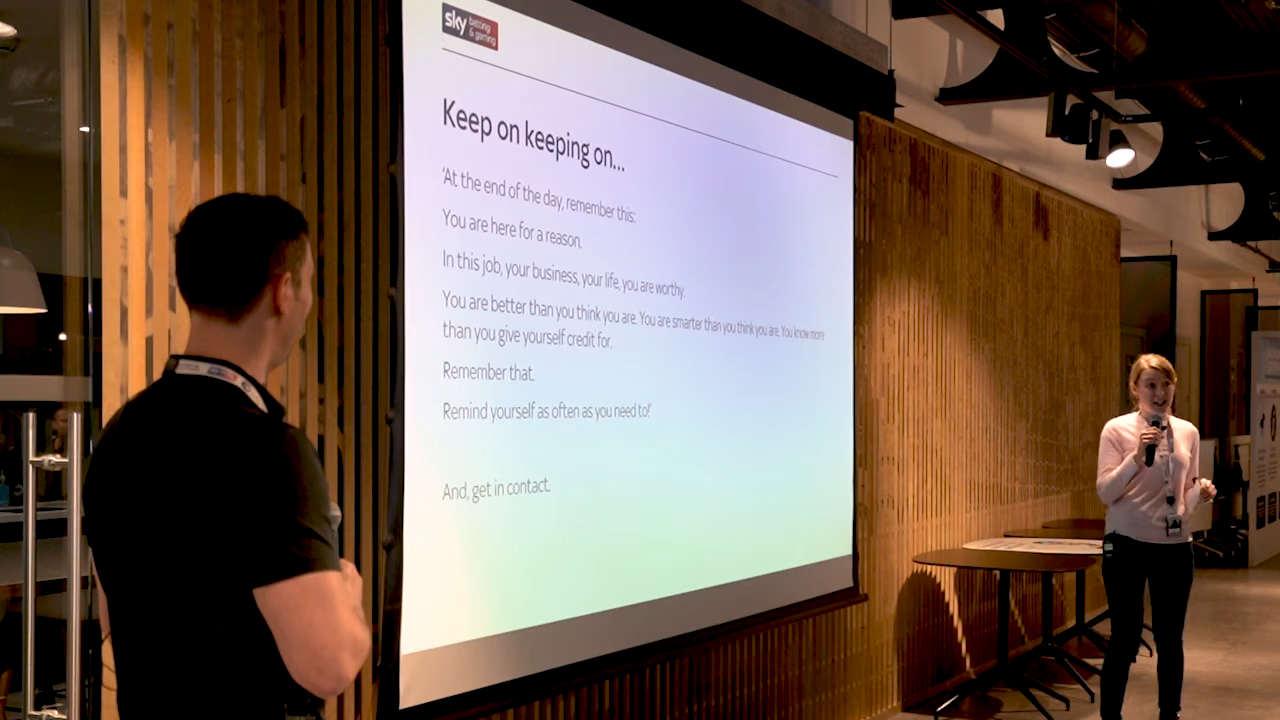 sky betting
& gaming
Keep on keeping on...
'At the end of the day, remember this:
You are here for a reason.
In this job, your business, your life, you are worthy.
You are better than you think you are. You are smarter than you think you are. You know more
than you give yourself credit for.
Remember that.
Remind yourself as often as you need to!'
And, get in contact.